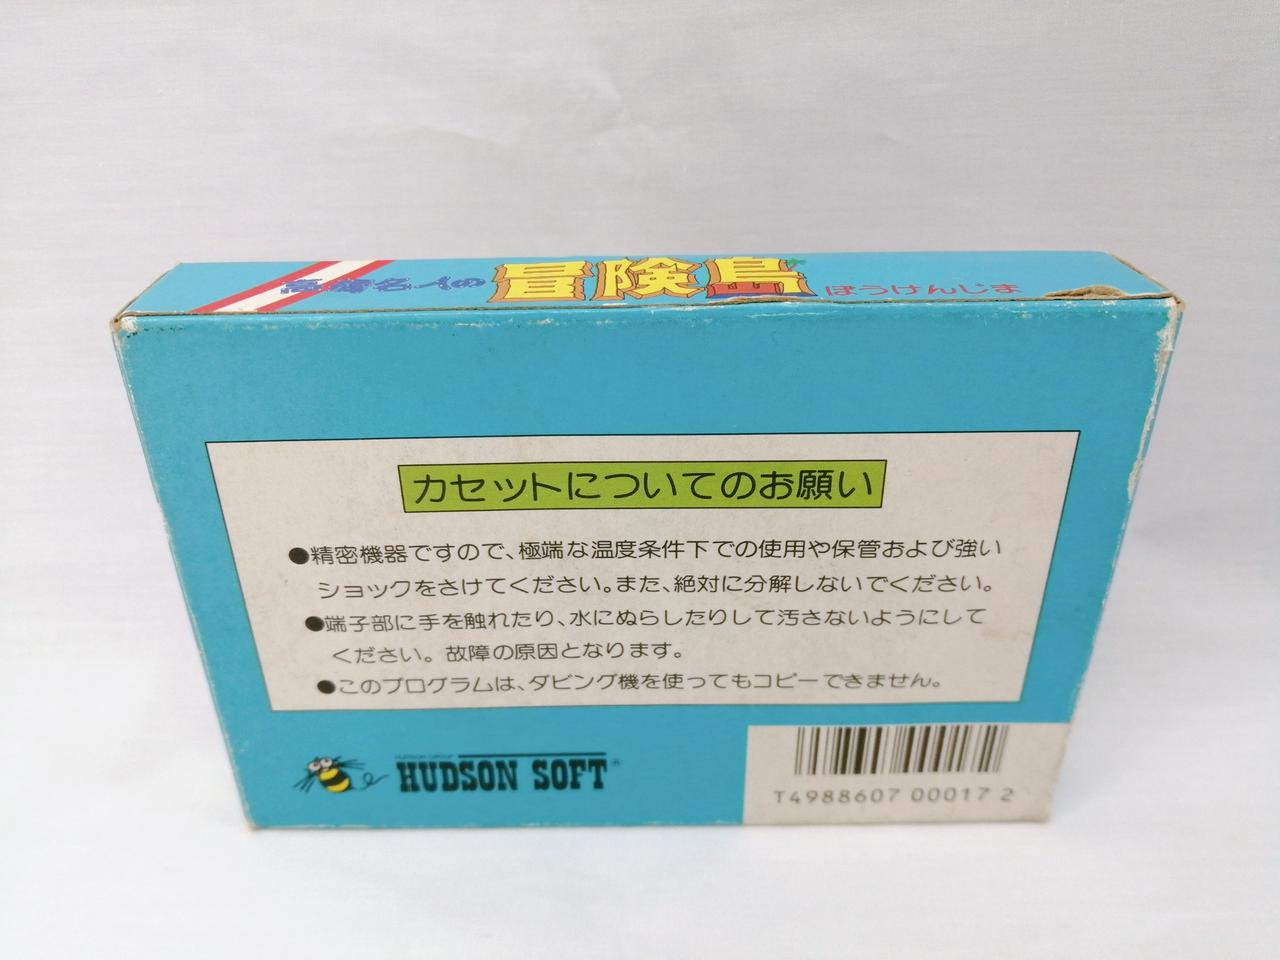 高橋名人の冒険島 ぼうけんじま
カセットについてのお願い
●精密機器ですので、極端な温度条件下での使用や保管および強い
ショックをさけてください。また、絶対に分解しないでください。
●端子部に手を触れたり、水にぬらしたりして汚さないようにして
ください。故障の原因となります。
●このプログラムは、ダビング機を使ってもコピーできません。
HUDSON GROUP
HUDSON SOFT®
T4988607 00017 2